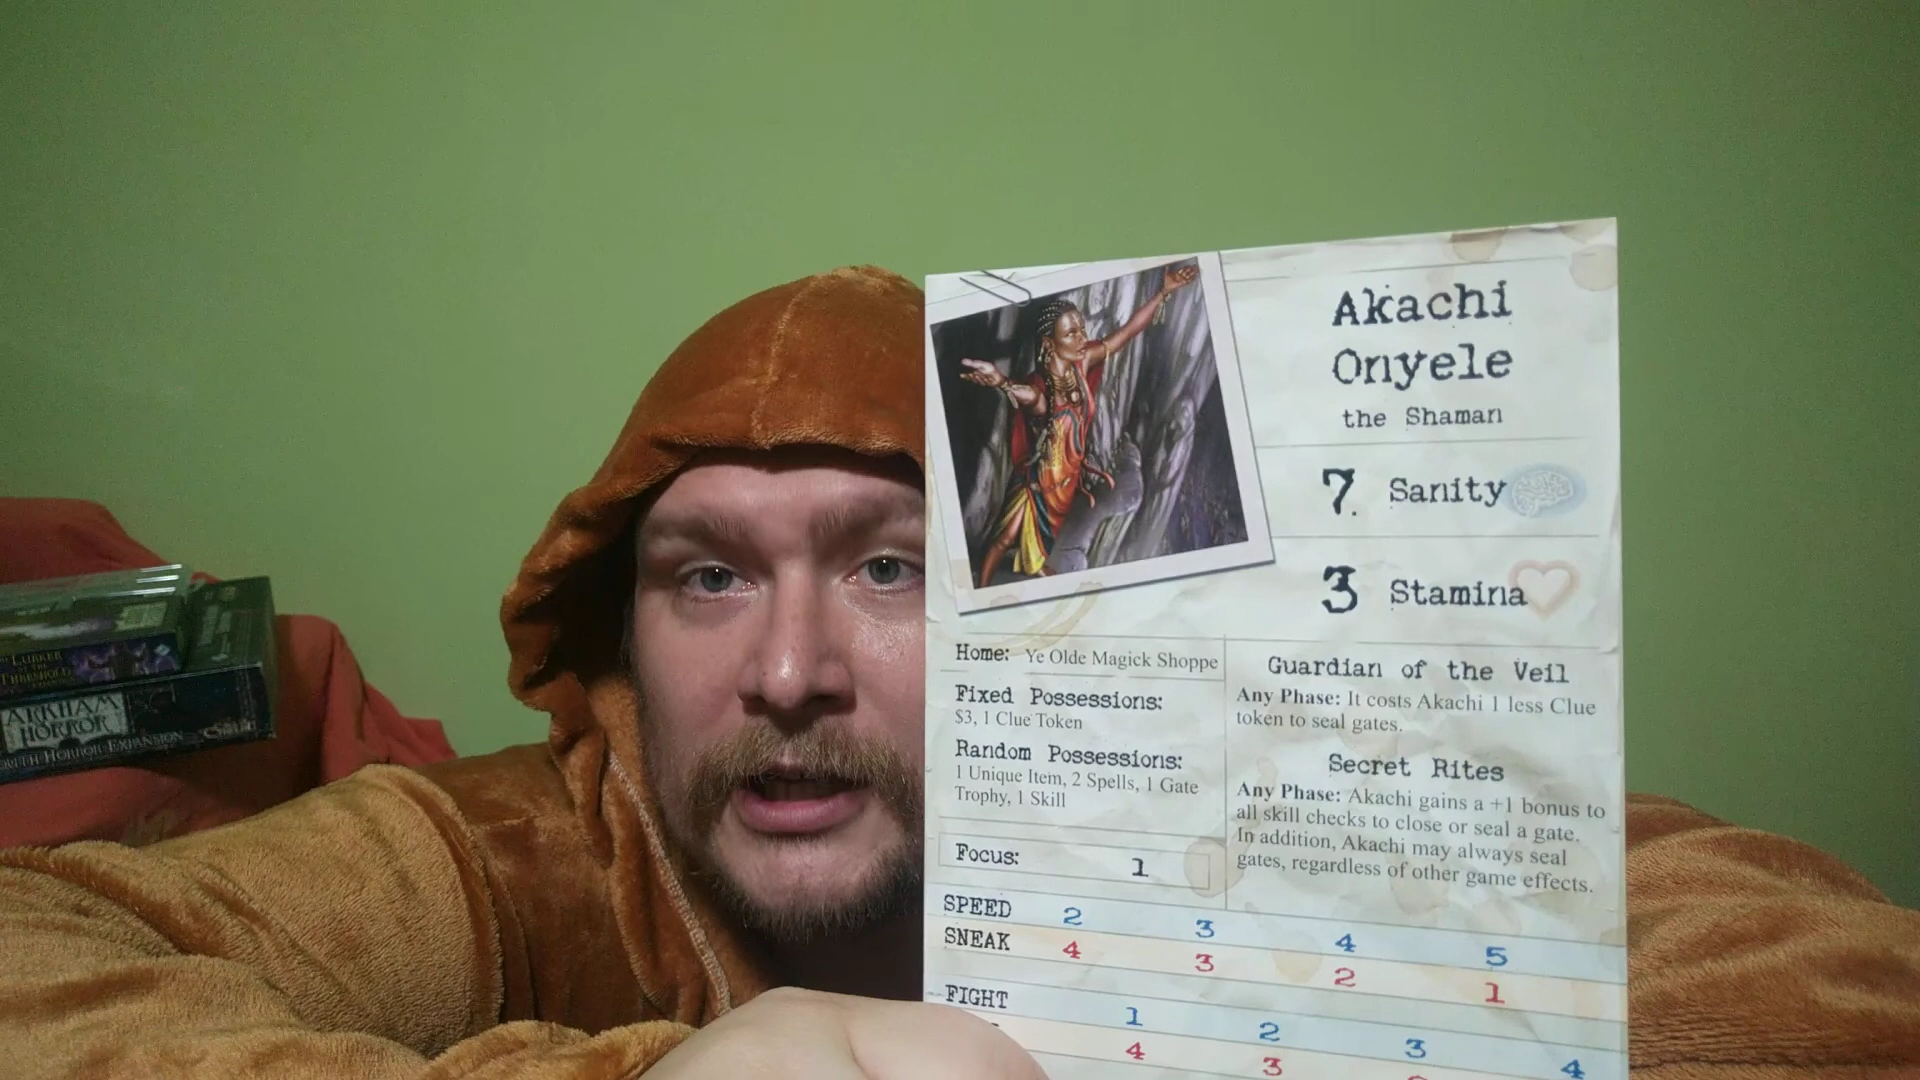 Akachi
Onyele
the Shaman
7 Sanity
3 Stamina
Home: Ye Olde Magick Shoppe
Fixed Possessions:
$3, 1 Clue Token
Random Possessions:
1 Unique Item, 2 Spells, 1 Gate
Trophy, 1 Skill
Focus: 1
Guardian of the Veil
Any Phase: It costs Akachi 1 less Clue
token to seal gates.
Secret Rites
Any Phase: Akachi gains a +1 bonus to
all skill checks to close or seal a gate.
In addition, Akachi may always seal
gates, regardless of other game effects.
SPEED 2 3 4 5
SNEAK 4 3 2 1
FIGHT 1 2 3 4
4 3
LURKER
AT THE
THRESHOLD
ARKHAM
HORROR
HORROR EXPANSION